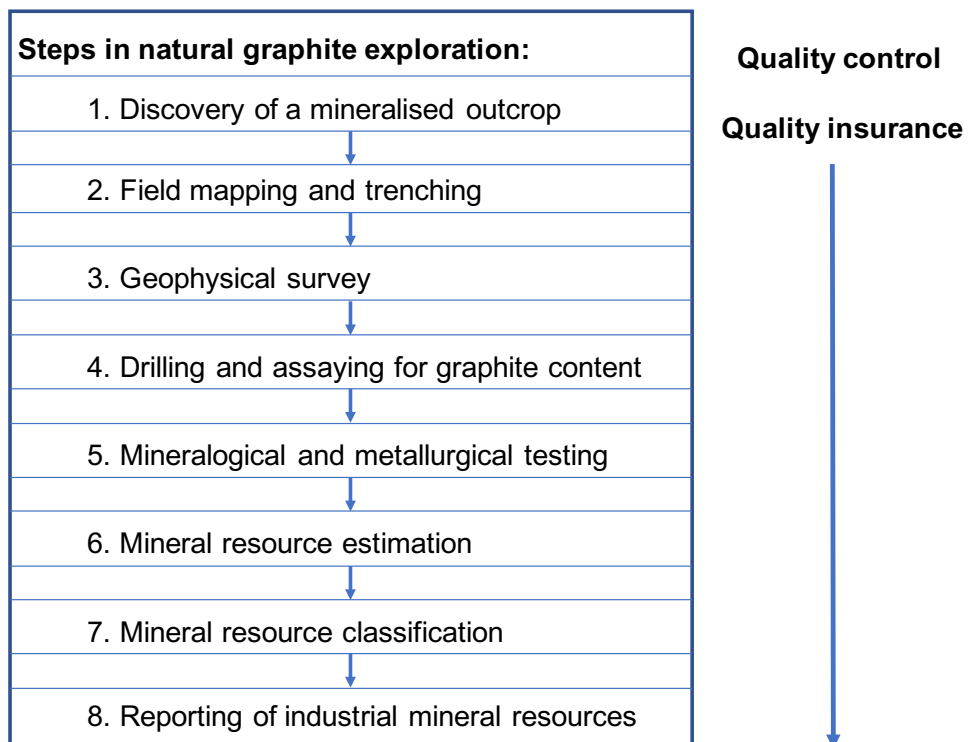 Steps in natural graphite exploration:
1. Discovery of a mineralised outcrop
2. Field mapping and trenching
3. Geophysical survey
4. Drilling and assaying for graphite content
5. Mineralogical and metallurgical testing
6. Mineral resource estimation
7. Mineral resource classification
8. Reporting of industrial mineral resources
Quality control
Quality insurance